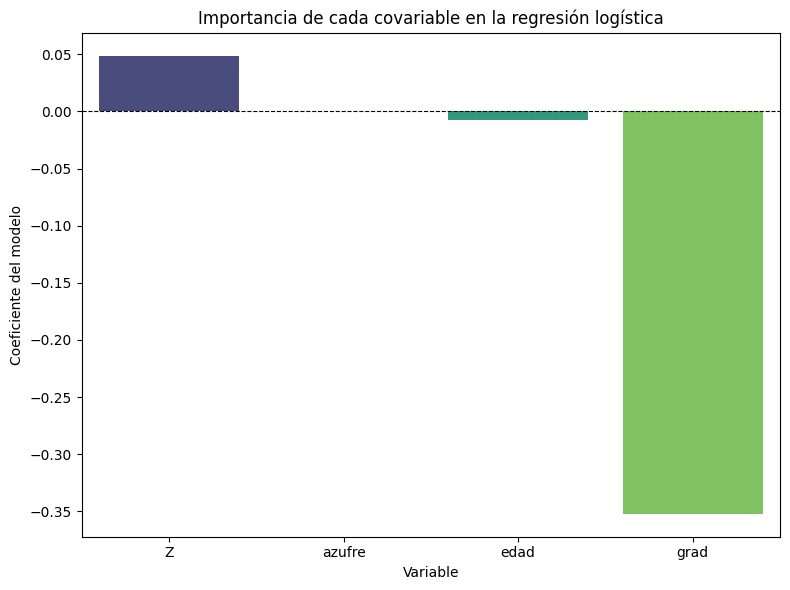 Importancia de cada covariable en la regresión logística
Coeficiente del modelo
0.05
0.00
−0.05
−0.10
−0.15
−0.20
−0.25
−0.30
−0.35
Z azufre edad grad
Variable